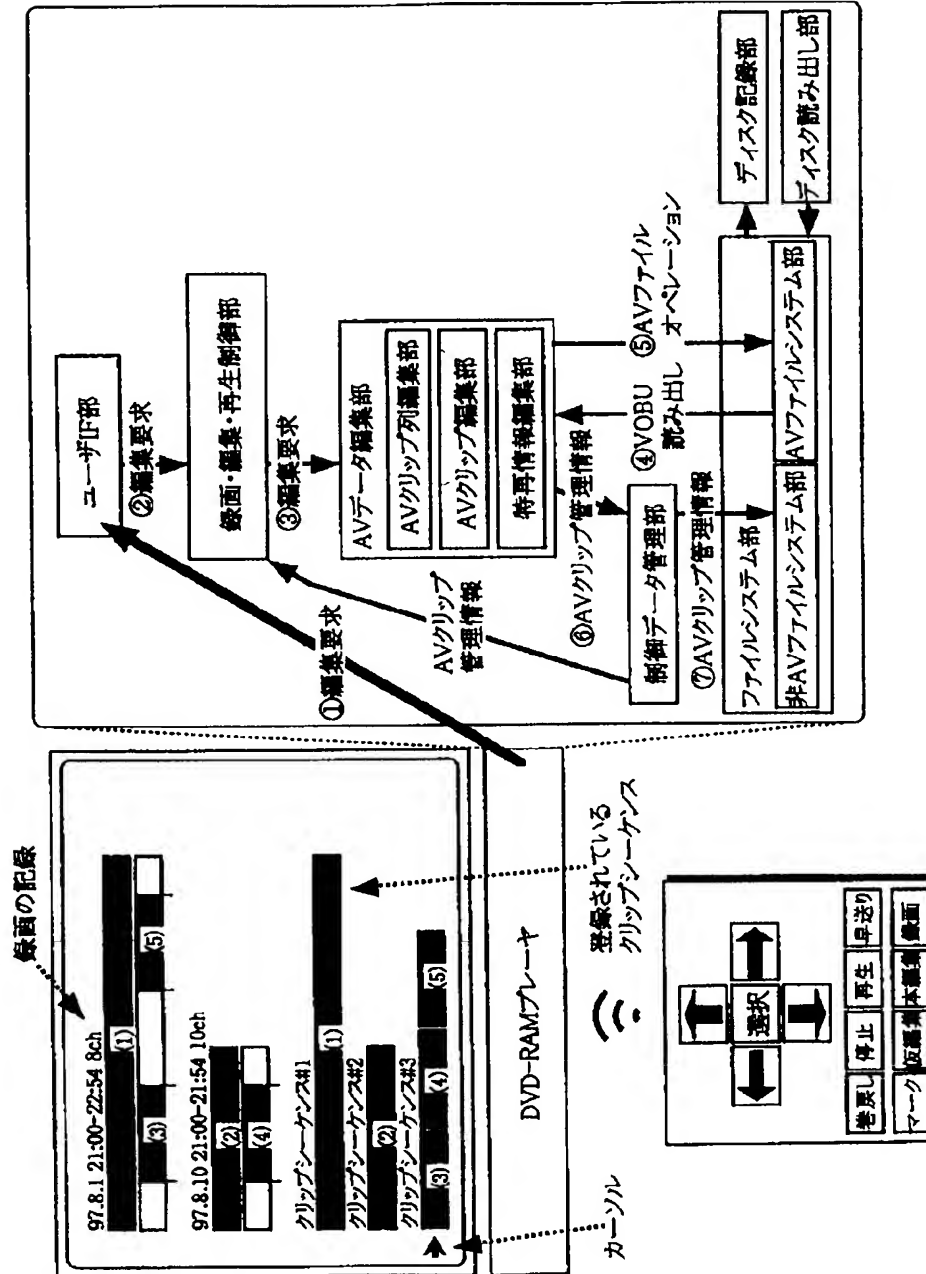 録画の記録
97.8.1 21:00-22:54 8ch
(1)
(3)
(5)
97.8.10 21:00-21:54 10ch
(2)
(4)
クリップシーケンス#1
(1)
クリップシーケンス#2
(2)
クリップシーケンス#3
(3)
(4)
(5)
カーソル
登録されている
クリップシーケンス
DVD-RAMプレーヤ
選択
巻戻し
停止
再生
早送り
マーク
仮編集
本編集
録画
ユーザIF部
①編集要求
②編集要求
録画・編集・再生制御部
③編集要求
AVクリップ
管理情報
AVデータ編集部
AVクリップ列編集部
AVクリップ編集部
特再情報編集部
④VOBU
読み出し
⑤AVファイル
オペレーション
⑥AVクリップ管理情報
制御データ管理部
⑦AVクリップ管理情報
ファイルシステム部
非AVファイルシステム部
AVファイルシステム部
ディスク記録部
ディスク読み出し部